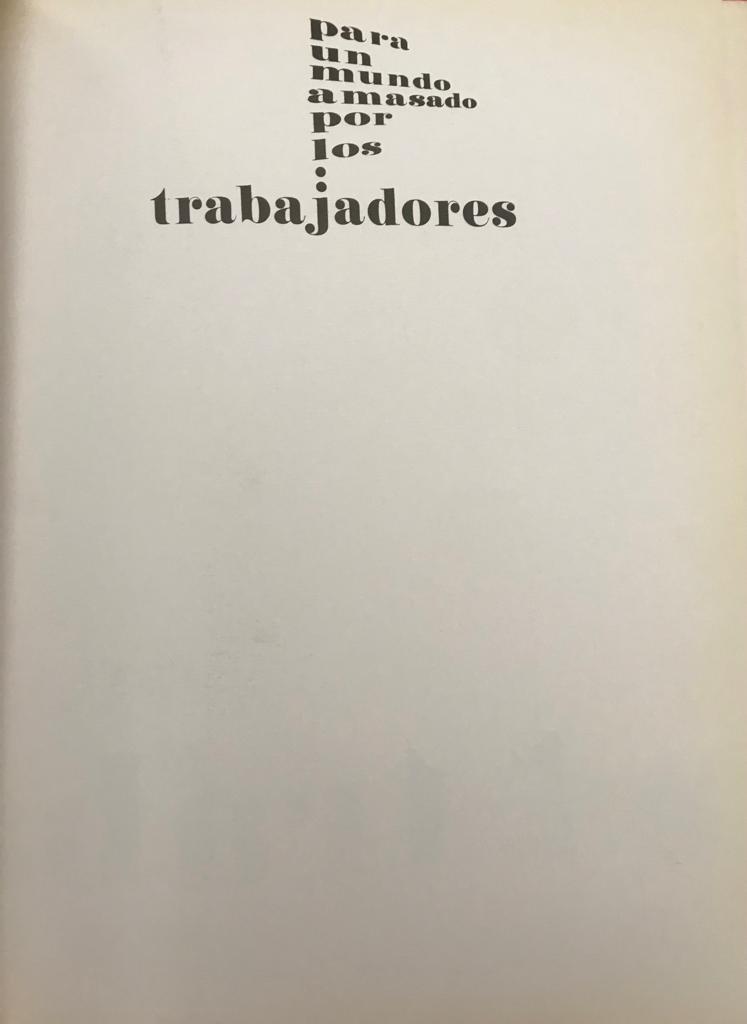 para
un
mundo
amasado
por
los
trabajadores